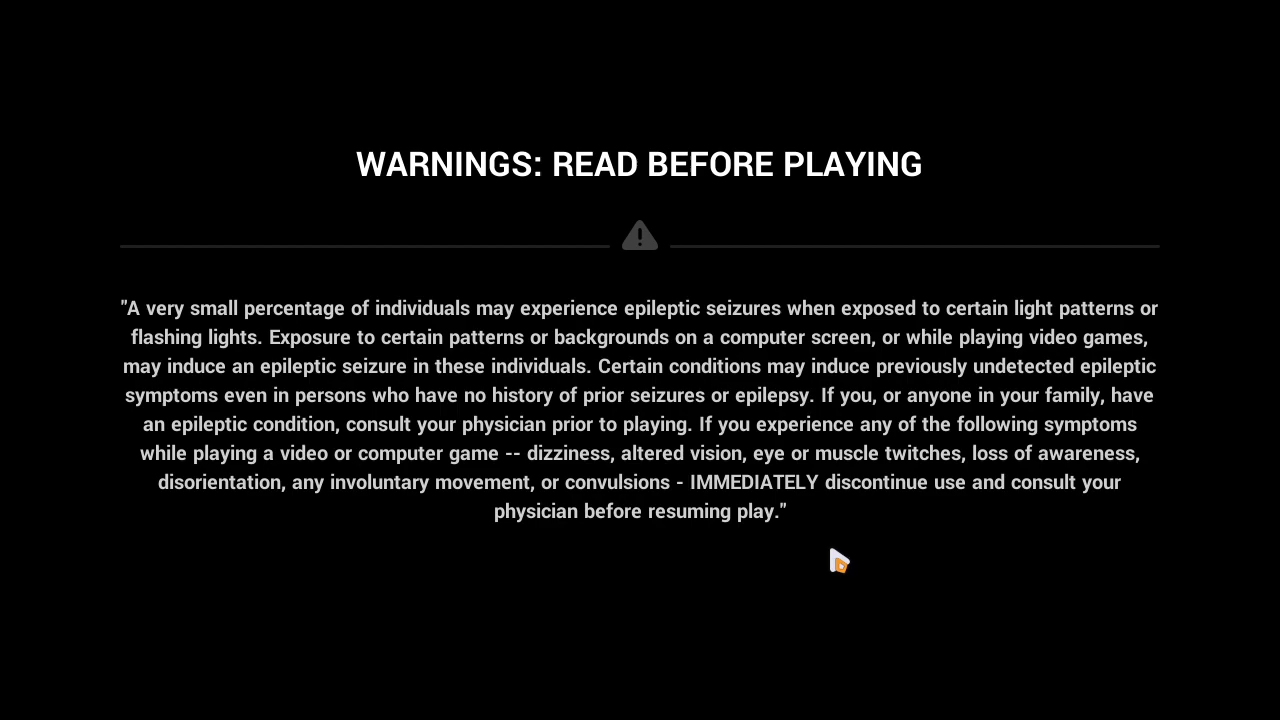 WARNINGS: READ BEFORE PLAYING
"A very small percentage of individuals may experience epileptic seizures when exposed to certain light patterns or
flashing lights. Exposure to certain patterns or backgrounds on a computer screen, or while playing video games,
may induce an epileptic seizure in these individuals. Certain conditions may induce previously undetected epileptic
symptoms even in persons who have no history of prior seizures or epilepsy. If you, or anyone in your family, have
an epileptic condition, consult your physician prior to playing. If you experience any of the following symptoms
while playing a video or computer game -- dizziness, altered vision, eye or muscle twitches, loss of awareness,
disorientation, any involuntary movement, or convulsions - IMMEDIATELY discontinue use and consult your
physician before resuming play."